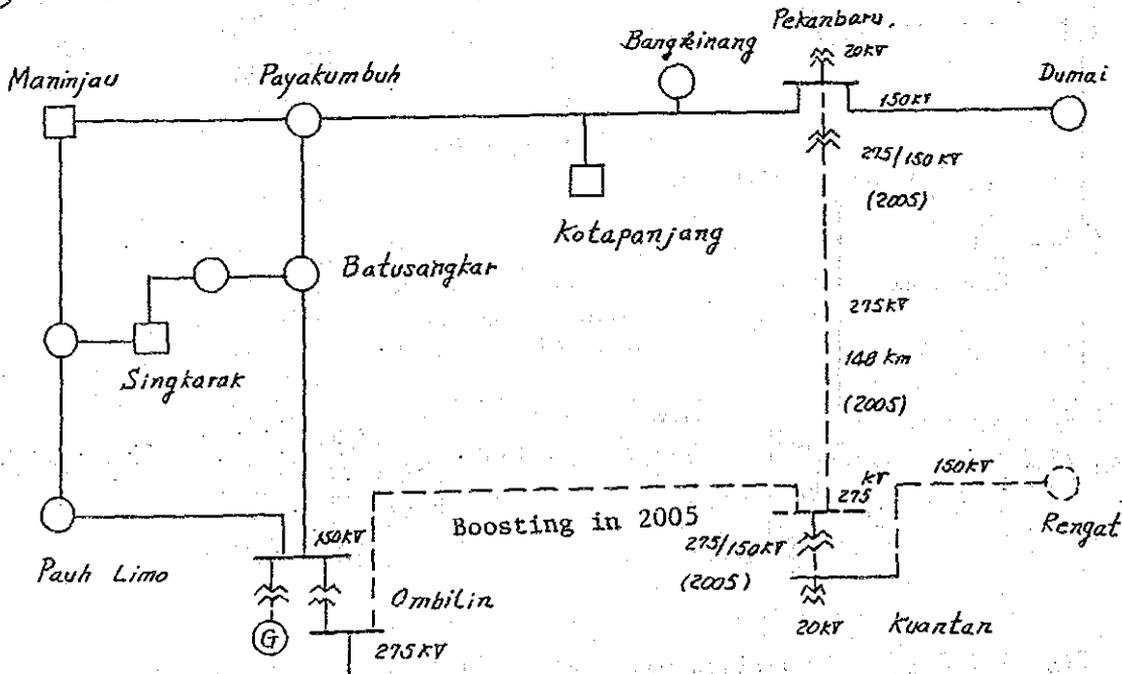 Pekanbaru.
Bangkinang
20KV
Maninjau
Payakumbuh
Dumai
150KV
275/150 KV
(2005)
Kotapanjang
Batusangkar
275KV
148 km
(2005)
Singkarak
150KV
KV
275
Boosting in 2005
Rengat
150KV
275/150KV
(2005)
Pauh Limo
Ombilin
G
20KV
Kuantan
275KV